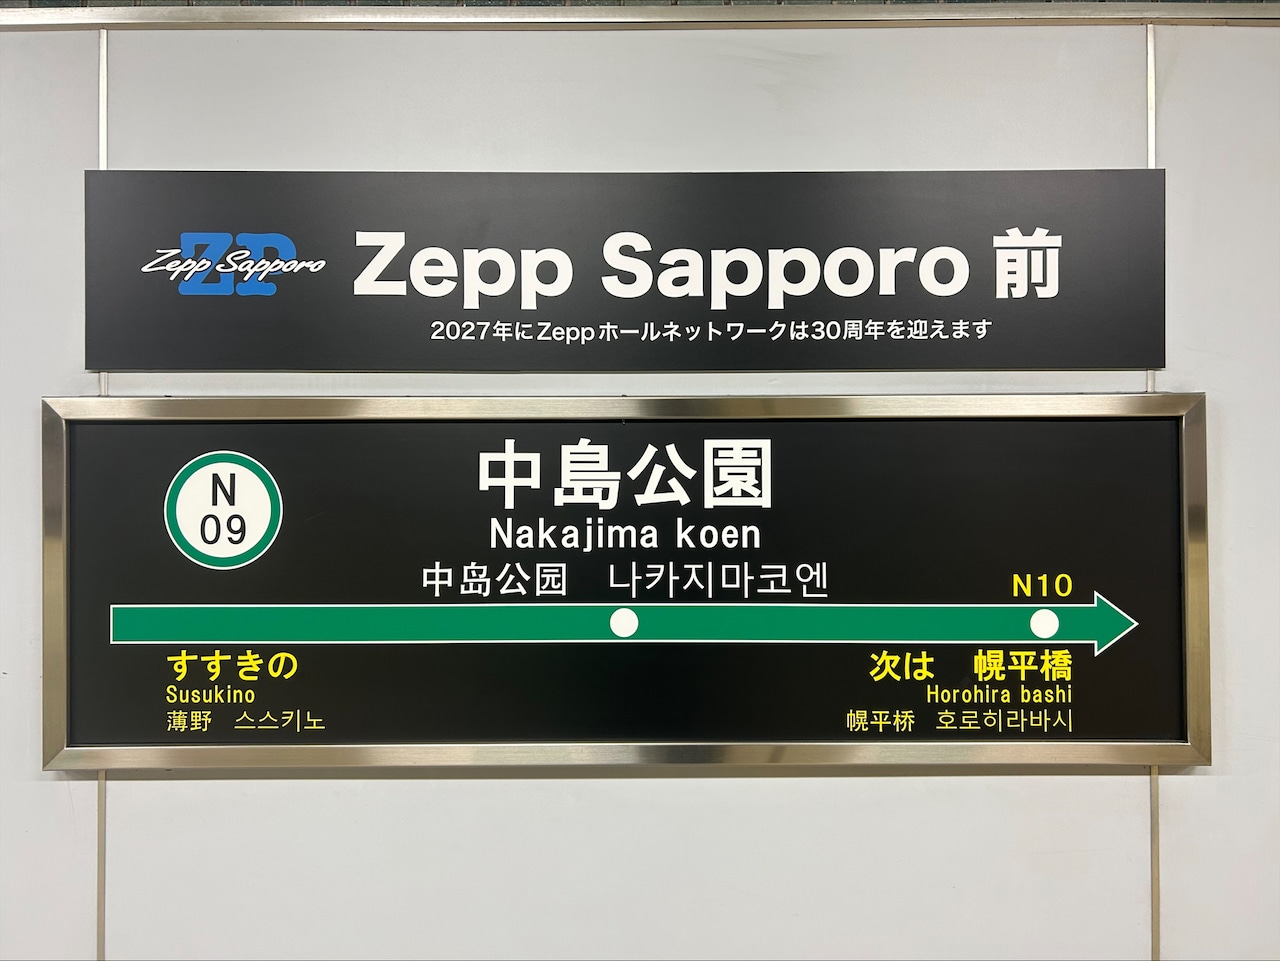 ZP
Zepp Sapporo
Zepp Sapporo 前
2027年にZeppホールネットワークは30周年を迎えます
N
09
中島公園
Nakajima koen
中岛公园 나카지마코엔
N10
すすきの
Susukino
薄野 스스키노
次は 幌平橋
Horohira bashi
幌平桥 호로히라바시